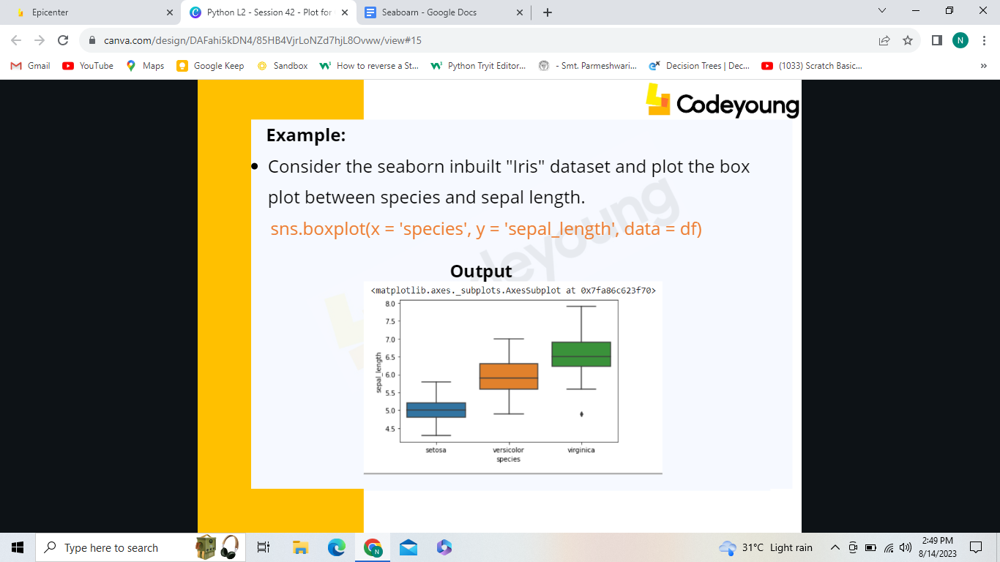 Epicenter
Python L2 - Session 42 - Plot for
Seaboarn - Google Docs
canva.com/design/DAFahi5kDN4/85HB4VjrLoNZd7hjL8Ovww/view#15
N
Gmail
YouTube
Maps
Google Keep
Sandbox
How to reverse a St...
Python Tryit Editor...
- Smt. Parmeshwari...
Decision Trees | Dec...
(1033) Scratch Basic...
Codeyoung
Example:
Consider the seaborn inbuilt "Iris" dataset and plot the box
plot between species and sepal length.
sns.boxplot(x = 'species', y = 'sepal_length', data = df)
Output
<matplotlib.axes._subplots.AxesSubplot at 0x7fa86c623f70>
8.0
7.5
7.0
6.5
6.0
5.5
5.0
4.5
sepal_length
setosa versicolor virginica
species
Type here to search
31°C Light rain
2:49 PM
8/14/2023